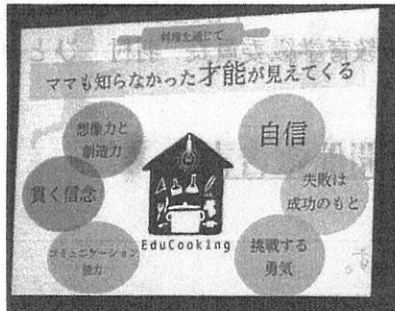 料理を通じて
ママも知らなかった才能が見えてくる
想像力と
創造力
自信
貫く信念
失敗は
成功のもと
EduCooking
コミュニケーション
能力
挑戦する
勇気